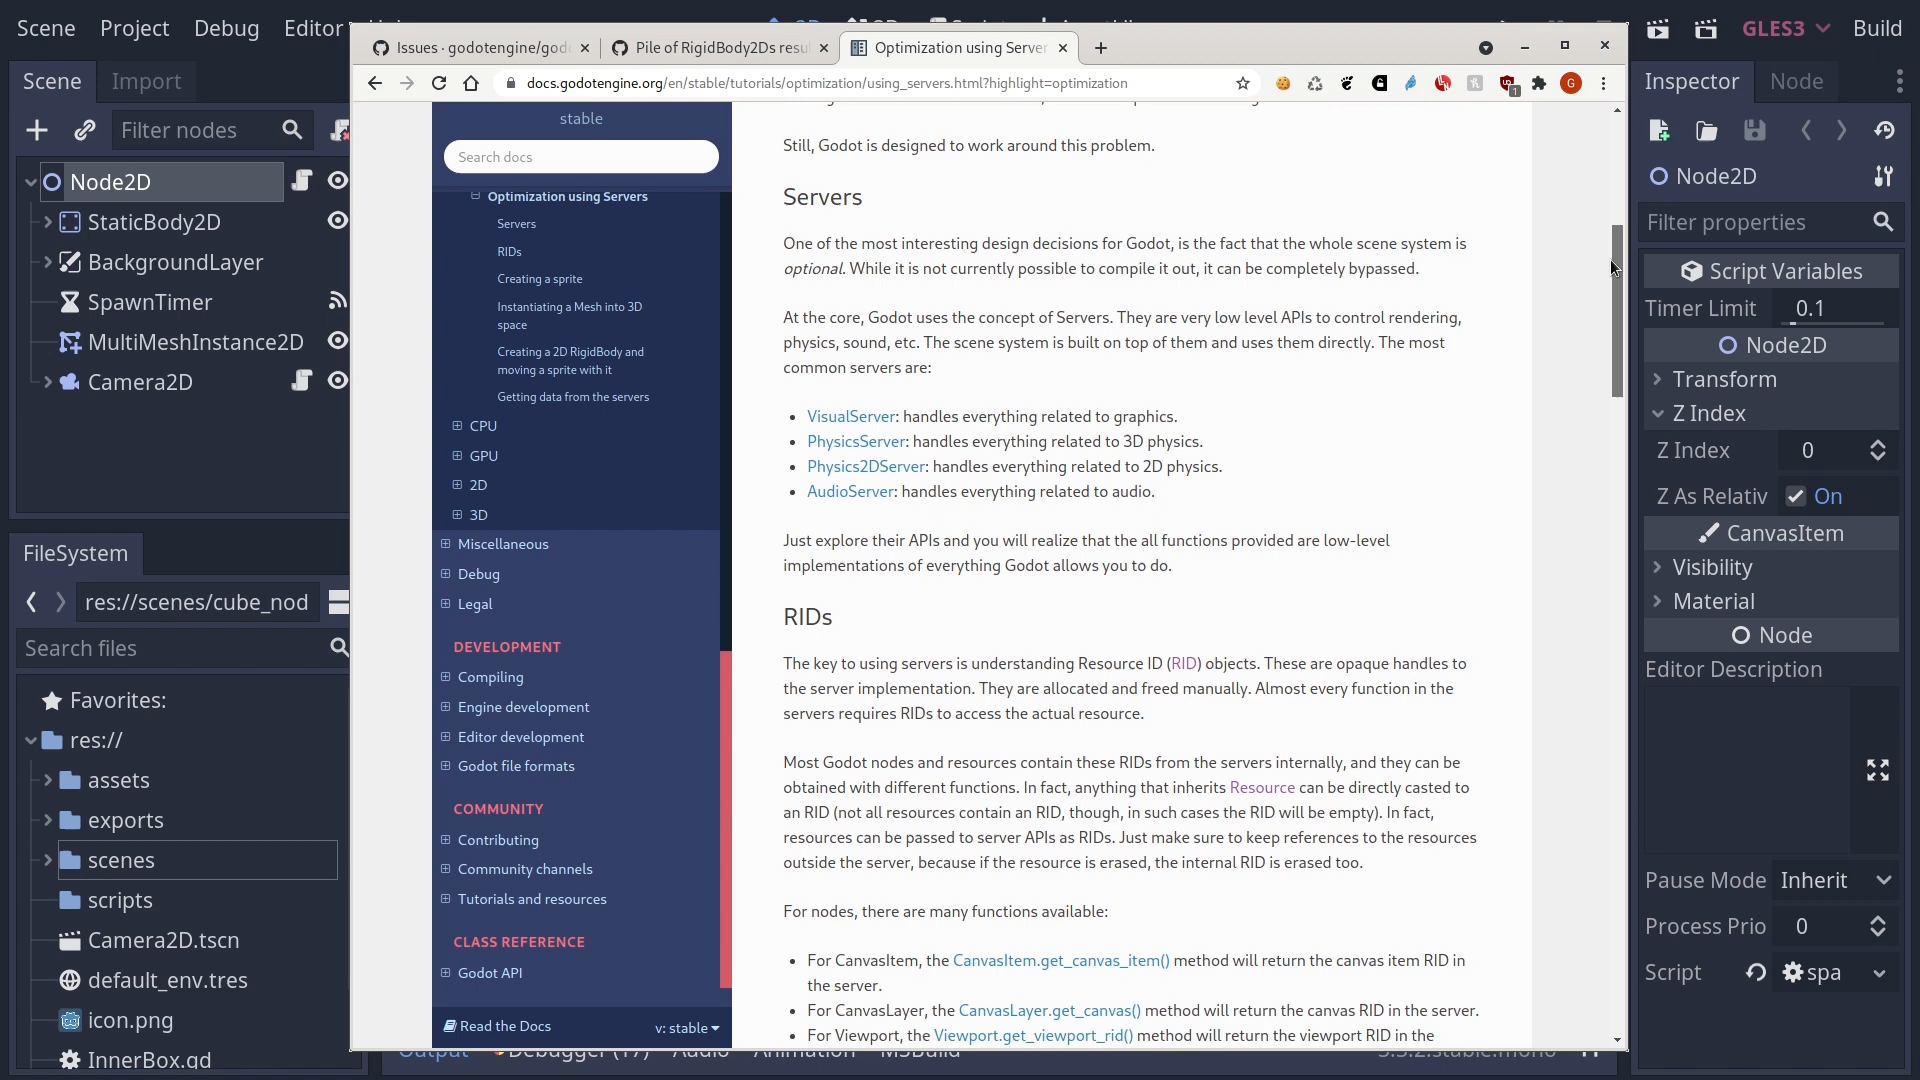 Scene Project Debug Editor
GLES3 Build
Scene Import
Filter nodes
Node2D
StaticBody2D
BackgroundLayer
SpawnTimer
MultiMeshInstance2D
Camera2D
FileSystem
res://scenes/cube_nod
Search files
Favorites:
res://
assets
exports
scenes
scripts
Camera2D.tscn
default_env.tres
icon.png
InnerBox.gd
Issues · godotengine/god
Pile of RigidBody2Ds resu
Optimization using Server
docs.godotengine.org/en/stable/tutorials/optimization/using_servers.html?highlight=optimization
G
1
stable
Search docs
Optimization using Servers
Servers
RIDs
Creating a sprite
Instantiating a Mesh into 3D
space
Creating a 2D RigidBody and
moving a sprite with it
Getting data from the servers
CPU
GPU
2D
3D
Miscellaneous
Debug
Legal
DEVELOPMENT
Compiling
Engine development
Editor development
Godot file formats
COMMUNITY
Contributing
Community channels
Tutorials and resources
CLASS REFERENCE
Godot API
Read the Docs v: stable
Still, Godot is designed to work around this problem.
Servers
One of the most interesting design decisions for Godot, is the fact that the whole scene system is
optional. While it is not currently possible to compile it out, it can be completely bypassed.
At the core, Godot uses the concept of Servers. They are very low level APIs to control rendering,
physics, sound, etc. The scene system is built on top of them and uses them directly. The most
common servers are:
• VisualServer: handles everything related to graphics.
• PhysicsServer: handles everything related to 3D physics.
• Physics2DServer: handles everything related to 2D physics.
• AudioServer: handles everything related to audio.
Just explore their APIs and you will realize that the all functions provided are low-level
implementations of everything Godot allows you to do.
RIDs
The key to using servers is understanding Resource ID (RID) objects. These are opaque handles to
the server implementation. They are allocated and freed manually. Almost every function in the
servers requires RIDs to access the actual resource.
Most Godot nodes and resources contain these RIDs from the servers internally, and they can be
obtained with different functions. In fact, anything that inherits Resource can be directly casted to
an RID (not all resources contain an RID, though, in such cases the RID will be empty). In fact,
resources can be passed to server APIs as RIDs. Just make sure to keep references to the resources
outside the server, because if the resource is erased, the internal RID is erased too.
For nodes, there are many functions available:
• For CanvasItem, the CanvasItem.get_canvas_item() method will return the canvas item RID in
the server.
• For CanvasLayer, the CanvasLayer.get_canvas() method will return the canvas RID in the server.
• For Viewport, the Viewport.get_viewport_rid() method will return the viewport RID in the
Output Debugger (17) Audio Animation MSBuild 3.3.2.stable.mono
Inspector Node
Node2D
Filter properties
Script Variables
Timer Limit 0.1
Node2D
Transform
Z Index
Z Index 0
Z As Relativ On
CanvasItem
Visibility
Material
Node
Editor Description
Pause Mode Inherit
Process Prio 0
Script spa